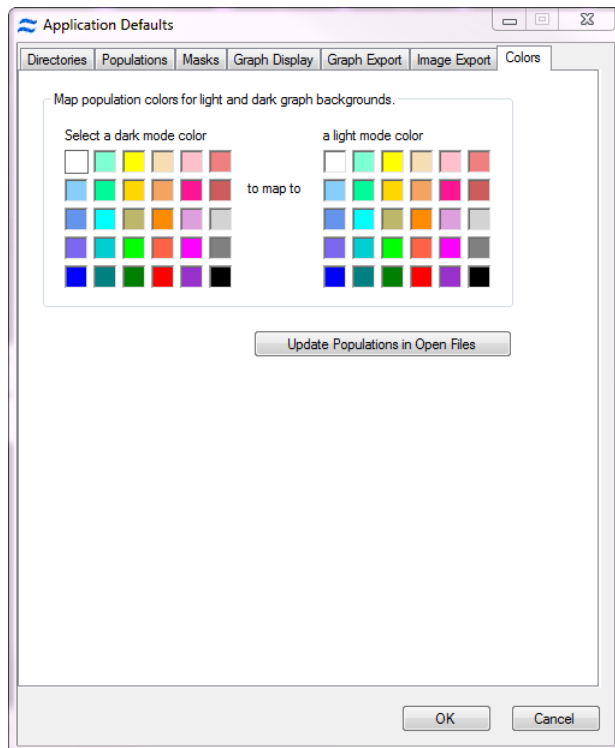 Application Defaults
Directories Populations Masks Graph Display Graph Export Image Export Colors
Map population colors for light and dark graph backgrounds.
Select a dark mode color a light mode color
to map to
Update Populations in Open Files
OK Cancel